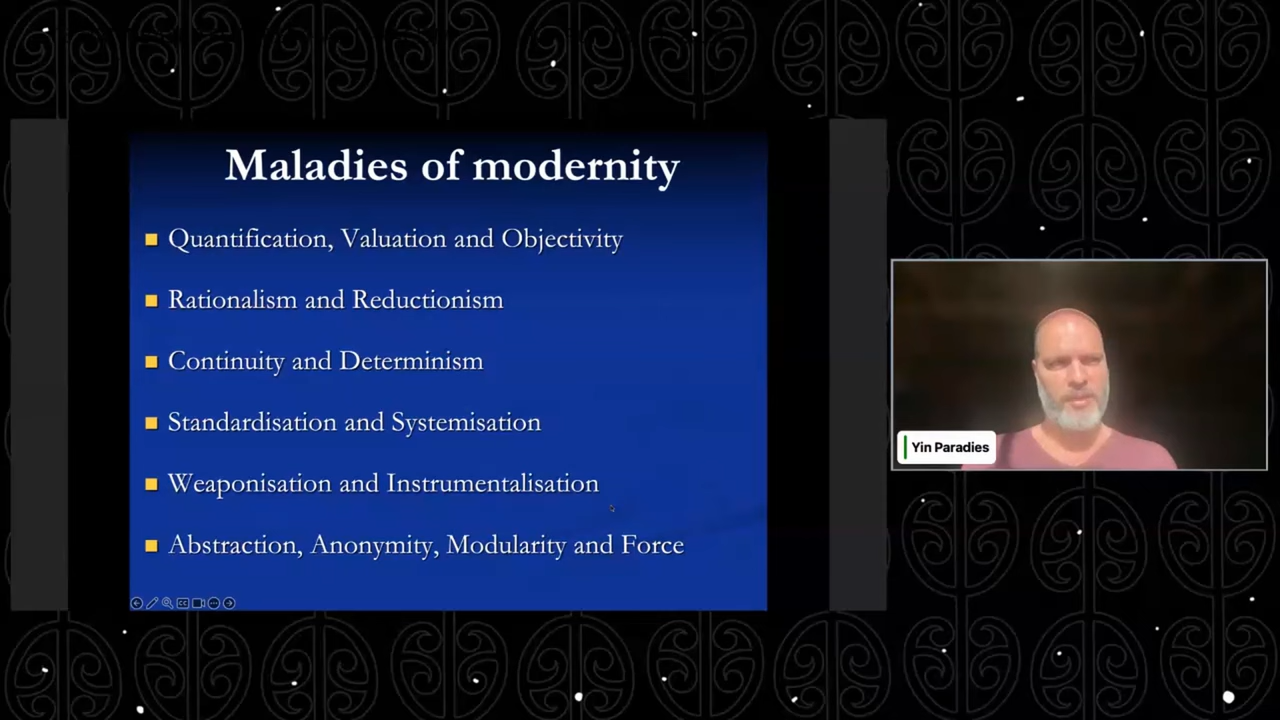 Maladies of modernity
Quantification, Valuation and Objectivity
Rationalism and Reductionism
Continuity and Determinism
Standardisation and Systemisation
Weaponisation and Instrumentalisation
Abstraction, Anonymity, Modularity and Force
Yin Paradies